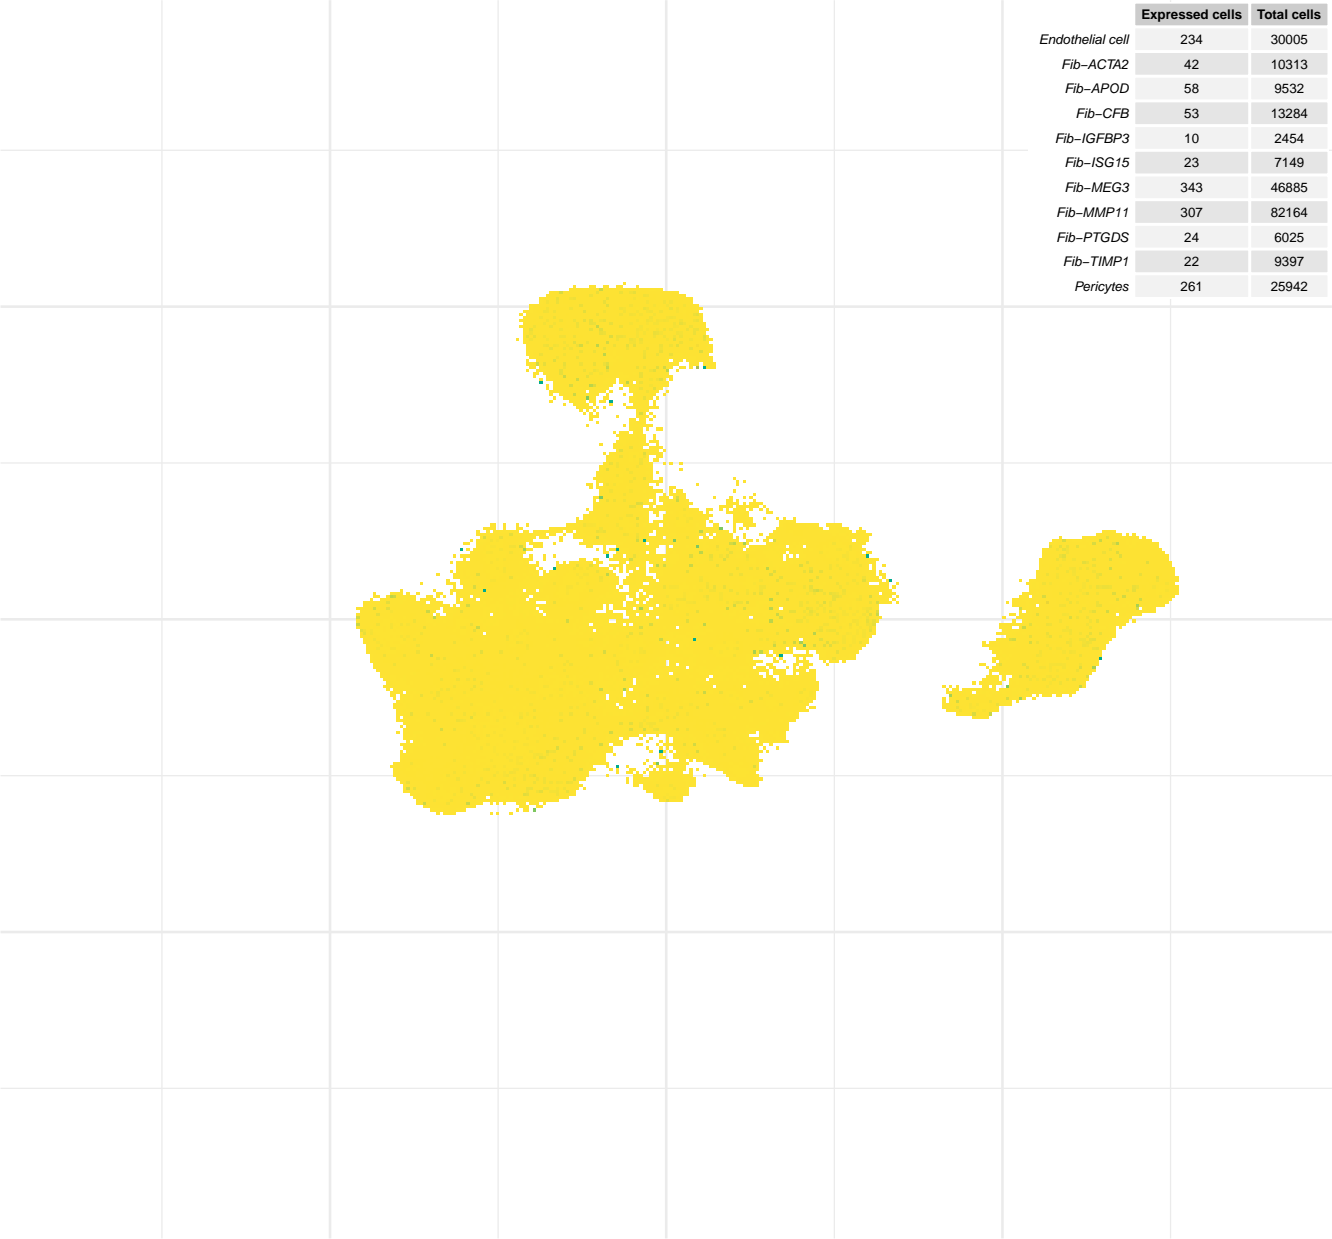 Expressed cells Total cells
Endothelial cell 234 30005
Fib−ACTA2 42 10313
Fib−APOD 58 9532
Fib−CFB 53 13284
Fib−IGFBP3 10 2454
Fib−ISG15 23 7149
Fib−MEG3 343 46885
Fib−MMP11 307 82164
Fib−PTGDS 24 6025
Fib−TIMP1 22 9397
Pericytes 261 25942